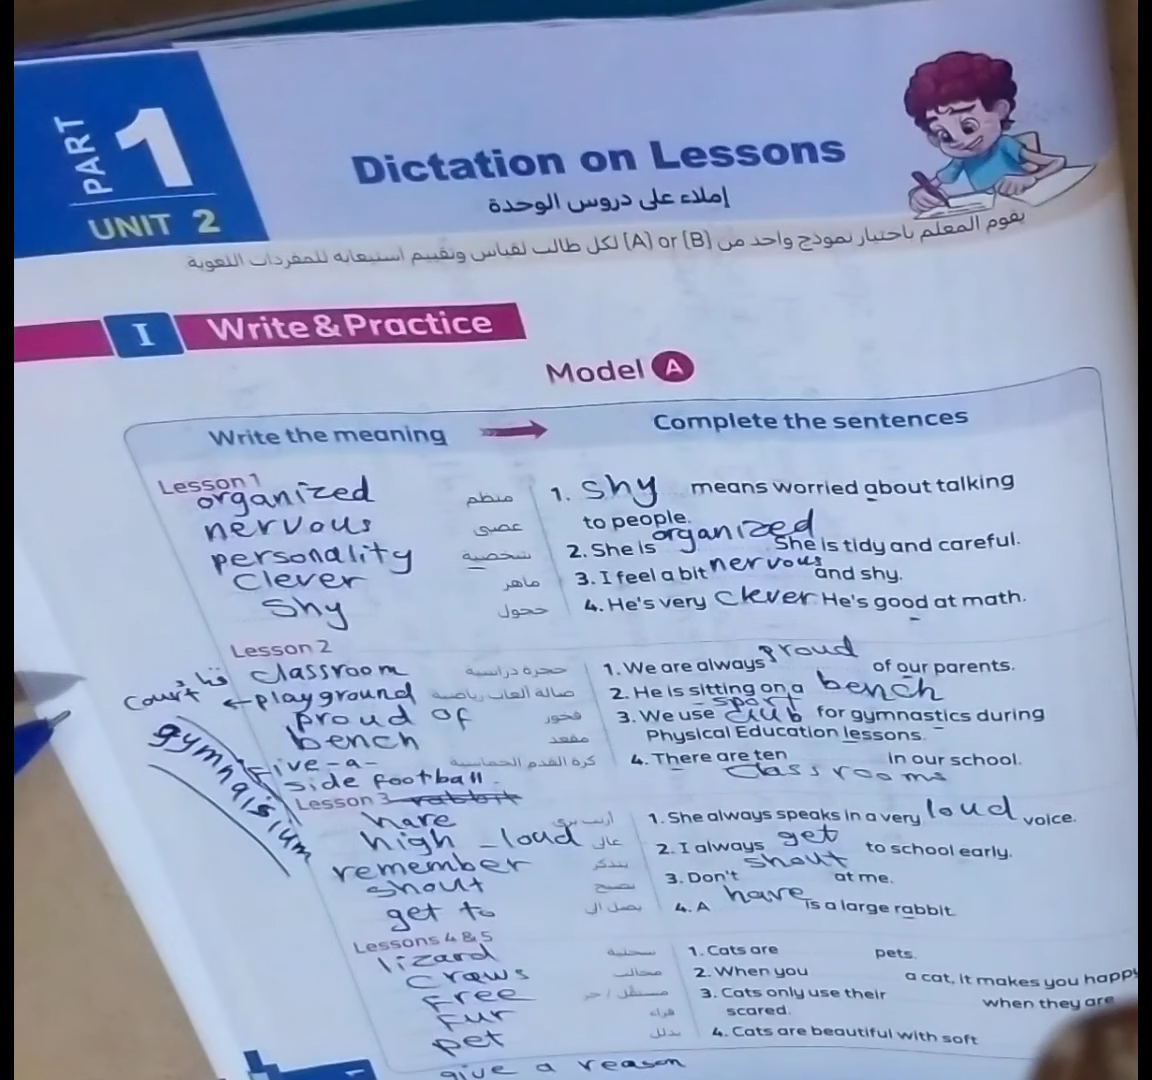 PART 1
UNIT 2
Dictation on Lessons
إملاء على دروس الوحدة
يقوم المعلم باختبار نموذج واحد من (A) or (B) لكل طالب لقياس وتقييم استيعابه للمفردات اللغوية
I Write & Practice
Model A
Write the meaning
Complete the sentences
Lesson 1
organized منظم
nervous عصبى
personality شخصية
clever ماهر
shy خجول
1. shy means worried about talking
to people.
2. She is organized. She is tidy and careful.
3. I feel a bit nervous and shy.
4. He's very clever He's good at math.
Lesson 2
classroom حجرة دراسية
court ← playground صالة ألعاب رياضية
proud of فخور
bench مقعد
five-a-
side football كرة القدم الخماسية
gymnaisium
1. We are always proud of our parents.
2. He is sitting on a bench
3. We use sport club for gymnastics during
Physical Education lessons.
4. There are ten classrooms in our school.
Lesson 3 rabbit
hare أرنب برى
high - loud عالى
remember يتذكر
shout يصيح
get to يصل إلى
1. She always speaks in a very loud voice.
2. I always get to school early.
3. Don't shout at me.
4. A hare is a large rabbit.
Lessons 4 & 5
lizard سحلية
craws مخالب
free مستقل / حر
fur فراء
pet يدلل
1. Cats are pets.
2. When you a cat, it makes you happy
3. Cats only use their when they are
scared.
4. Cats are beautiful with soft
give a reason